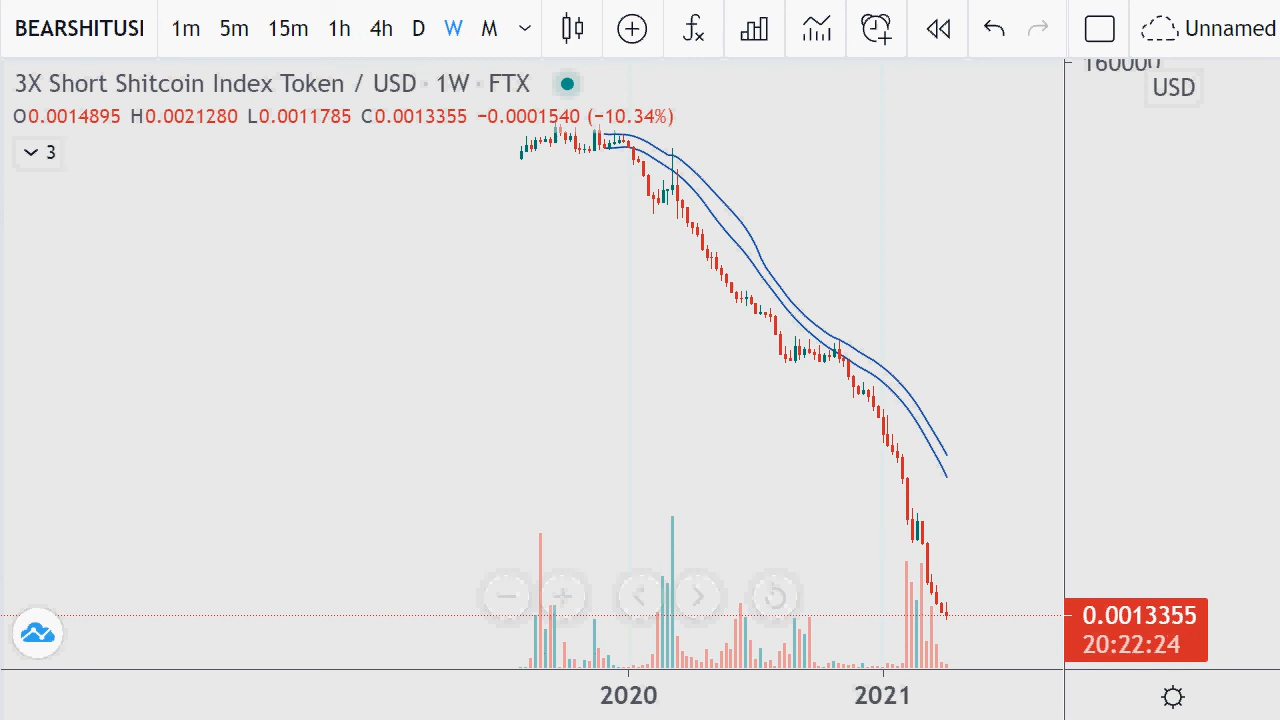 BEARSHITUSI 1m 5m 15m 1h 4h D W M Unnamed
160000
3X Short Shitcoin Index Token / USD · 1W · FTX
USD
O0.0014895 H0.0021280 L0.0011785 C0.0013355 −0.0001540 (−10.34%)
3
0.0013355
20:22:24
2020 2021